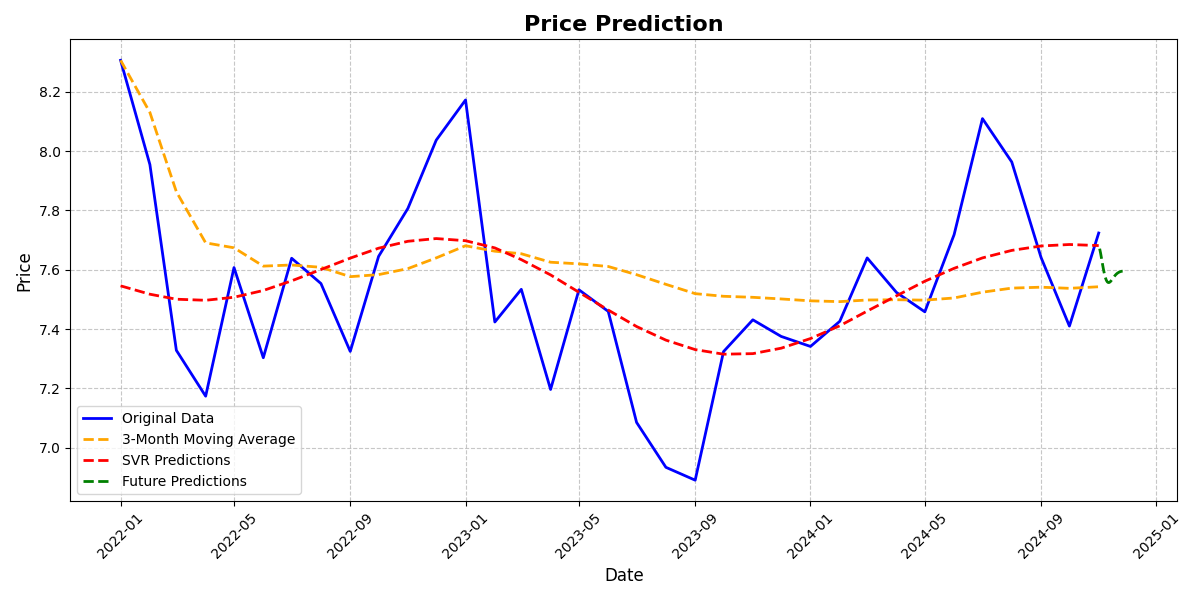 Price Prediction
Price
8.2
8.0
7.8
7.6
7.4
7.2
7.0
Original Data
3-Month Moving Average
SVR Predictions
Future Predictions
2022-01
2022-05
2022-09
2023-01
2023-05
2023-09
2024-01
2024-05
2024-09
2025-01
Date